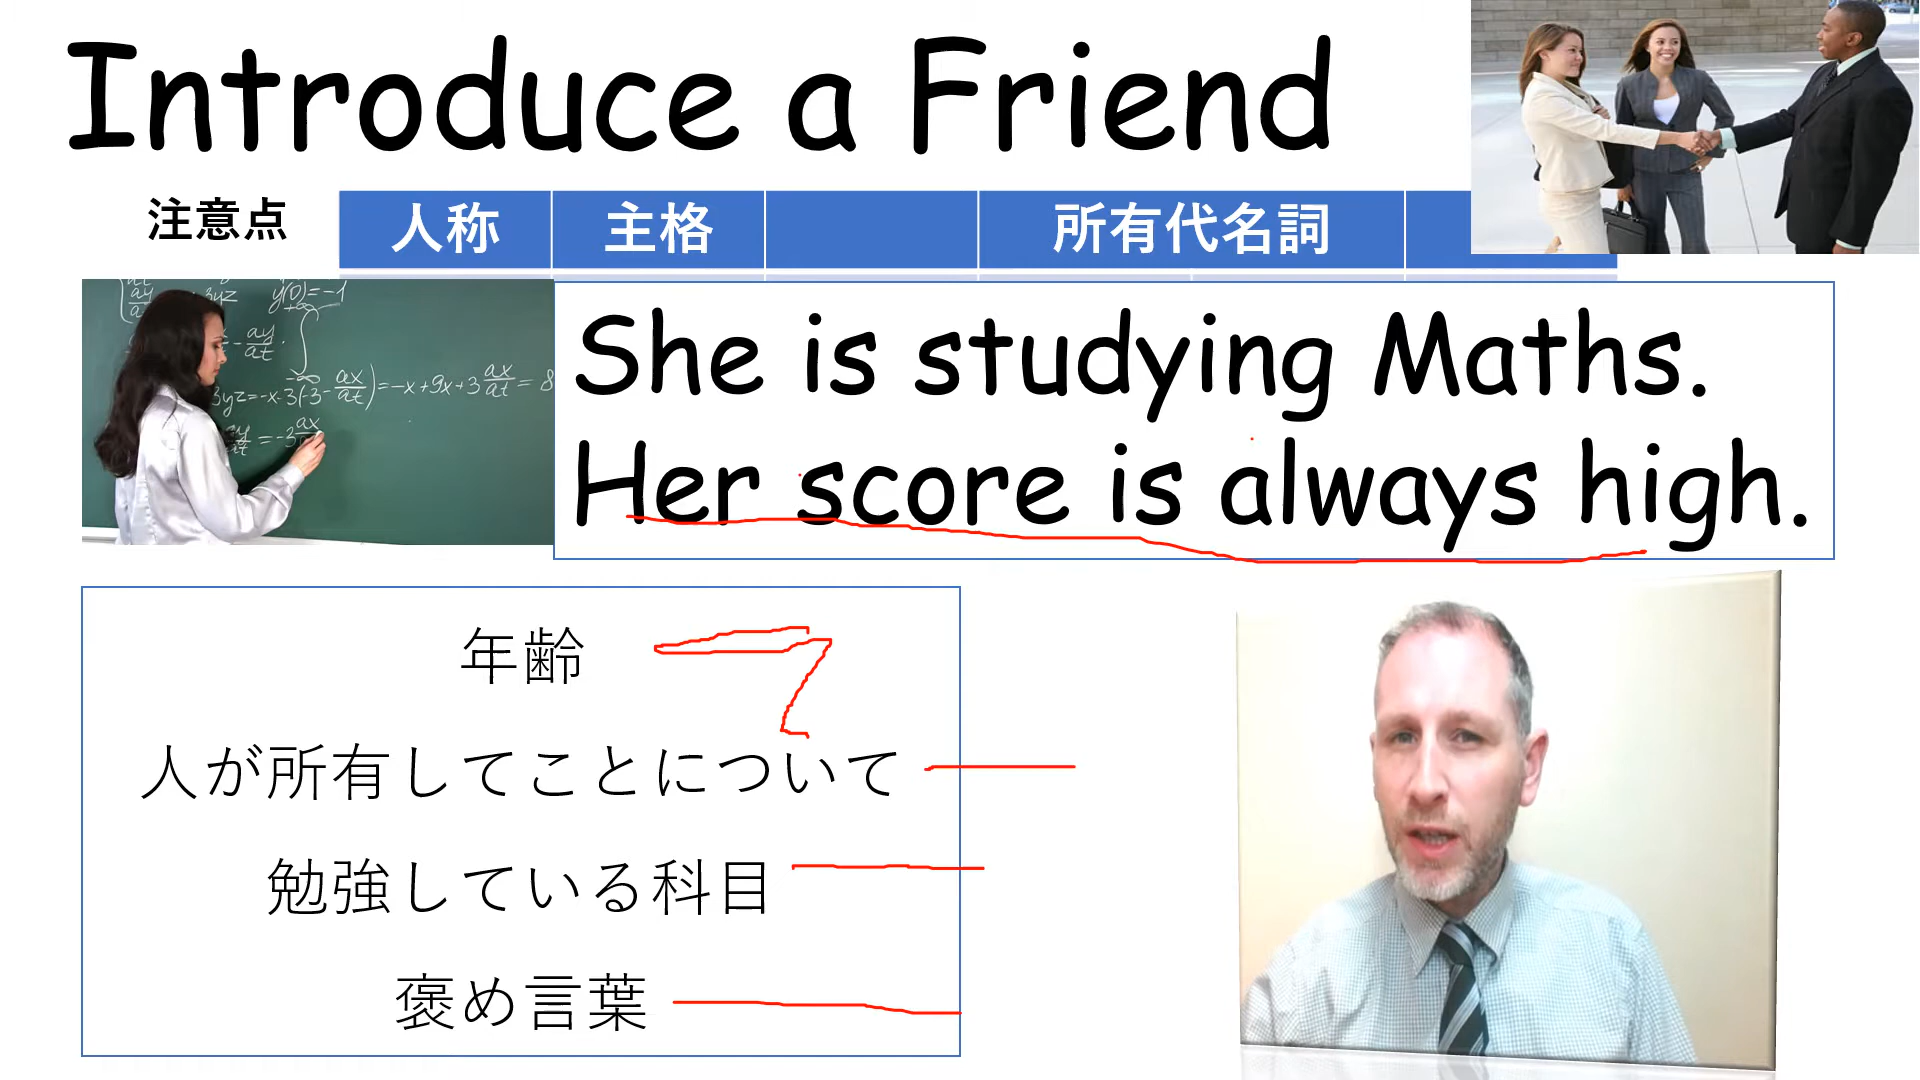 Introduce a Friend
注意点
人称 主格 所有代名詞
She is studying Maths.
Her score is always high.
年齢
人が所有してことについて
勉強している科目
褒め言葉